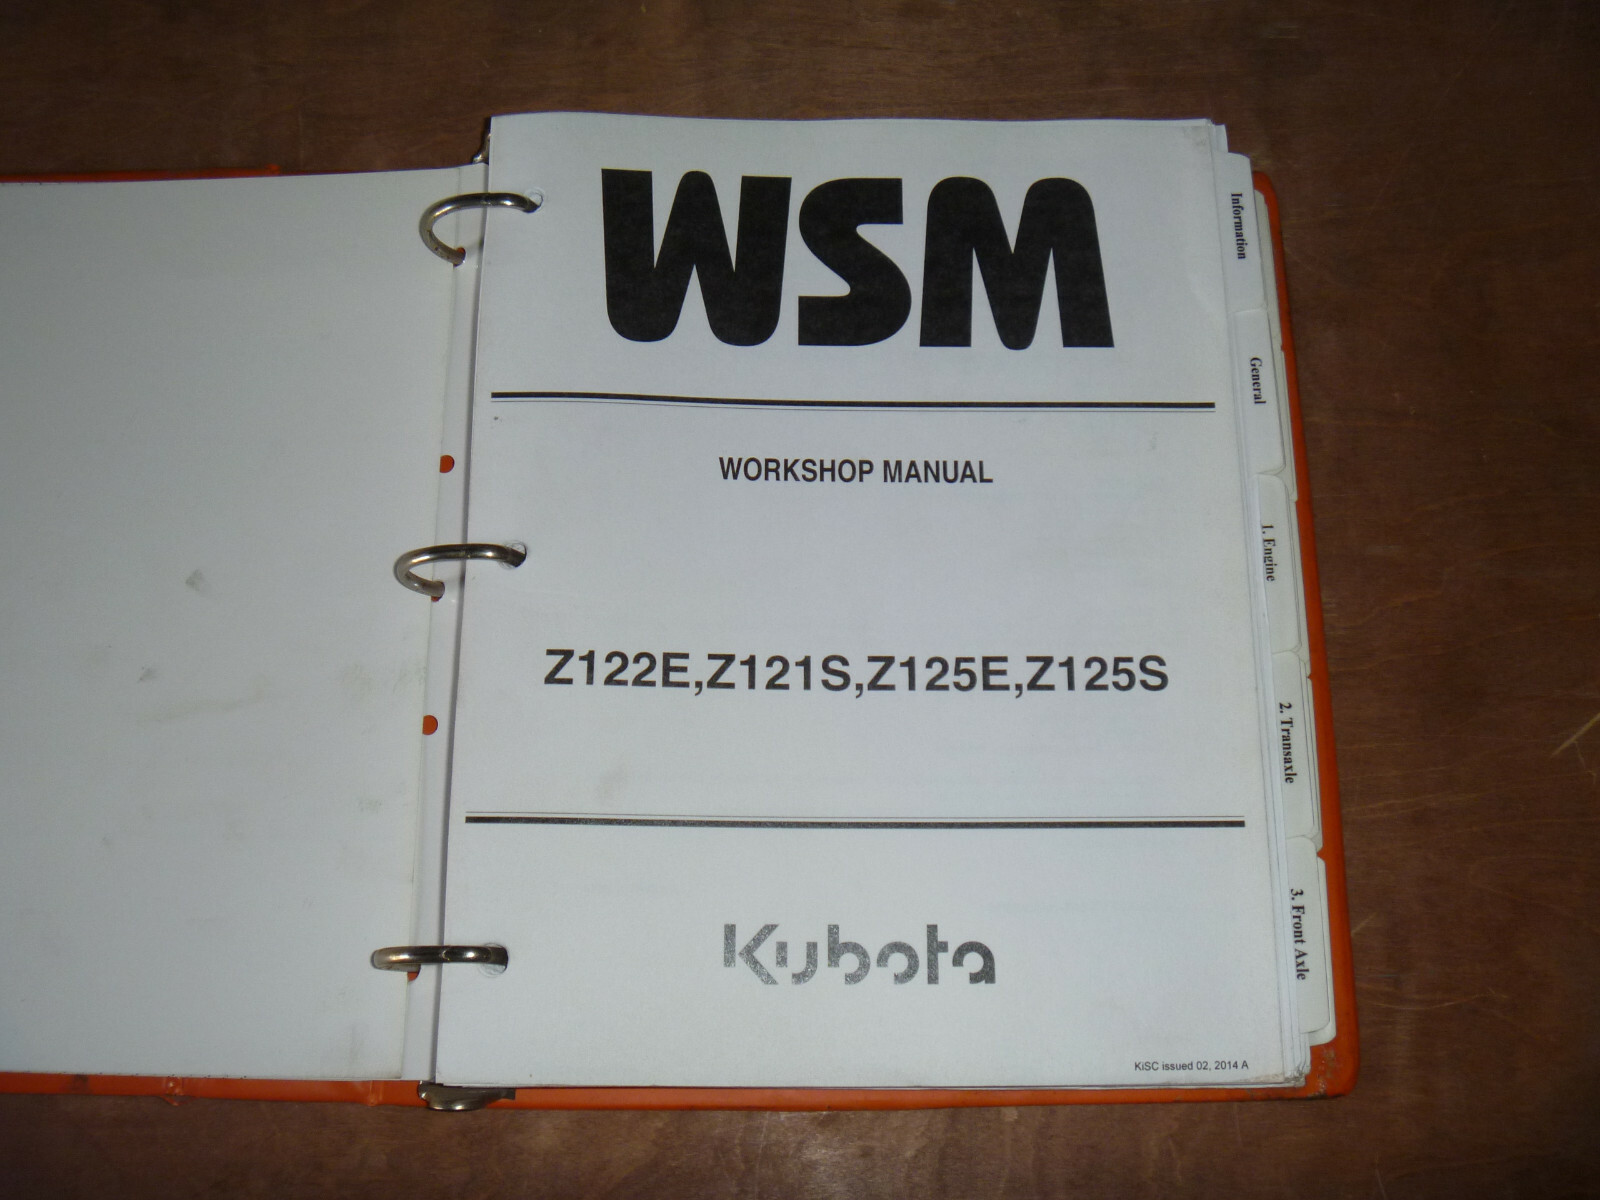 WSM
WORKSHOP MANUAL
Z122E,Z121S,Z125E,Z125S
Kubota
KiSC issued 02, 2014 A
Information
General
1. Engine
2. Transaxle
3. Front Axle